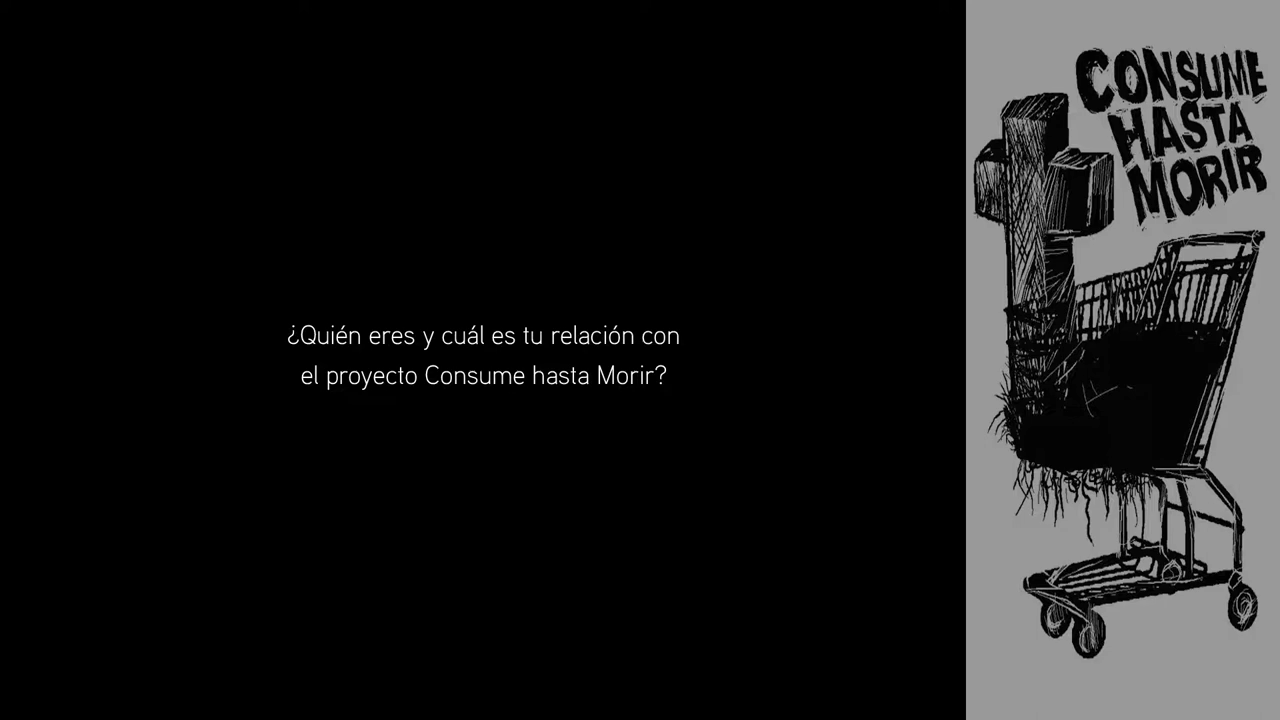 ¿Quién eres y cuál es tu relación con
el proyecto Consume hasta Morir?
CONSUME
HASTA
MORIR